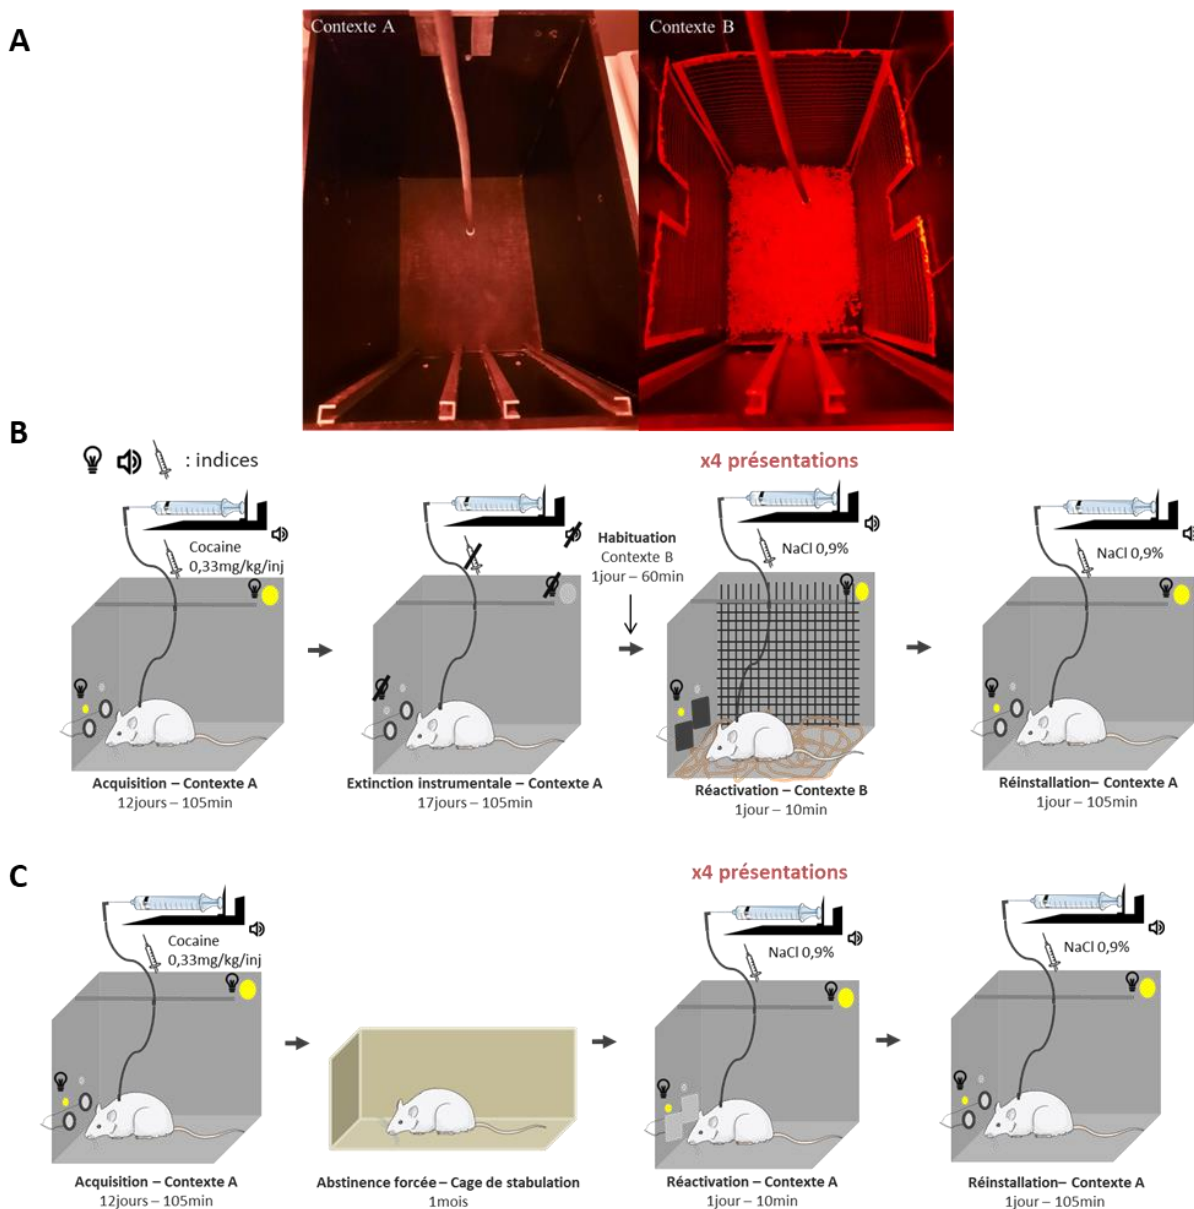 A
Contexte A
Contexte B
B
: indices
x4 présentations
Cocaine
0,33mg/kg/inj
Habituation
Contexte B
1jour – 60min
NaCl 0,9%
NaCl 0,9%
Acquisition – Contexte A
12jours – 105min
Extinction instrumentale – Contexte A
17jours – 105min
Réactivation – Contexte B
1jour – 10min
Réinstallation– Contexte A
1jour – 105min
C
x4 présentations
Cocaine
0,33mg/kg/inj
NaCl 0,9%
NaCl 0,9%
Acquisition – Contexte A
12jours – 105min
Abstinence forcée – Cage de stabulation
1mois
Réactivation – Contexte A
1jour – 10min
Réinstallation– Contexte A
1jour – 105min